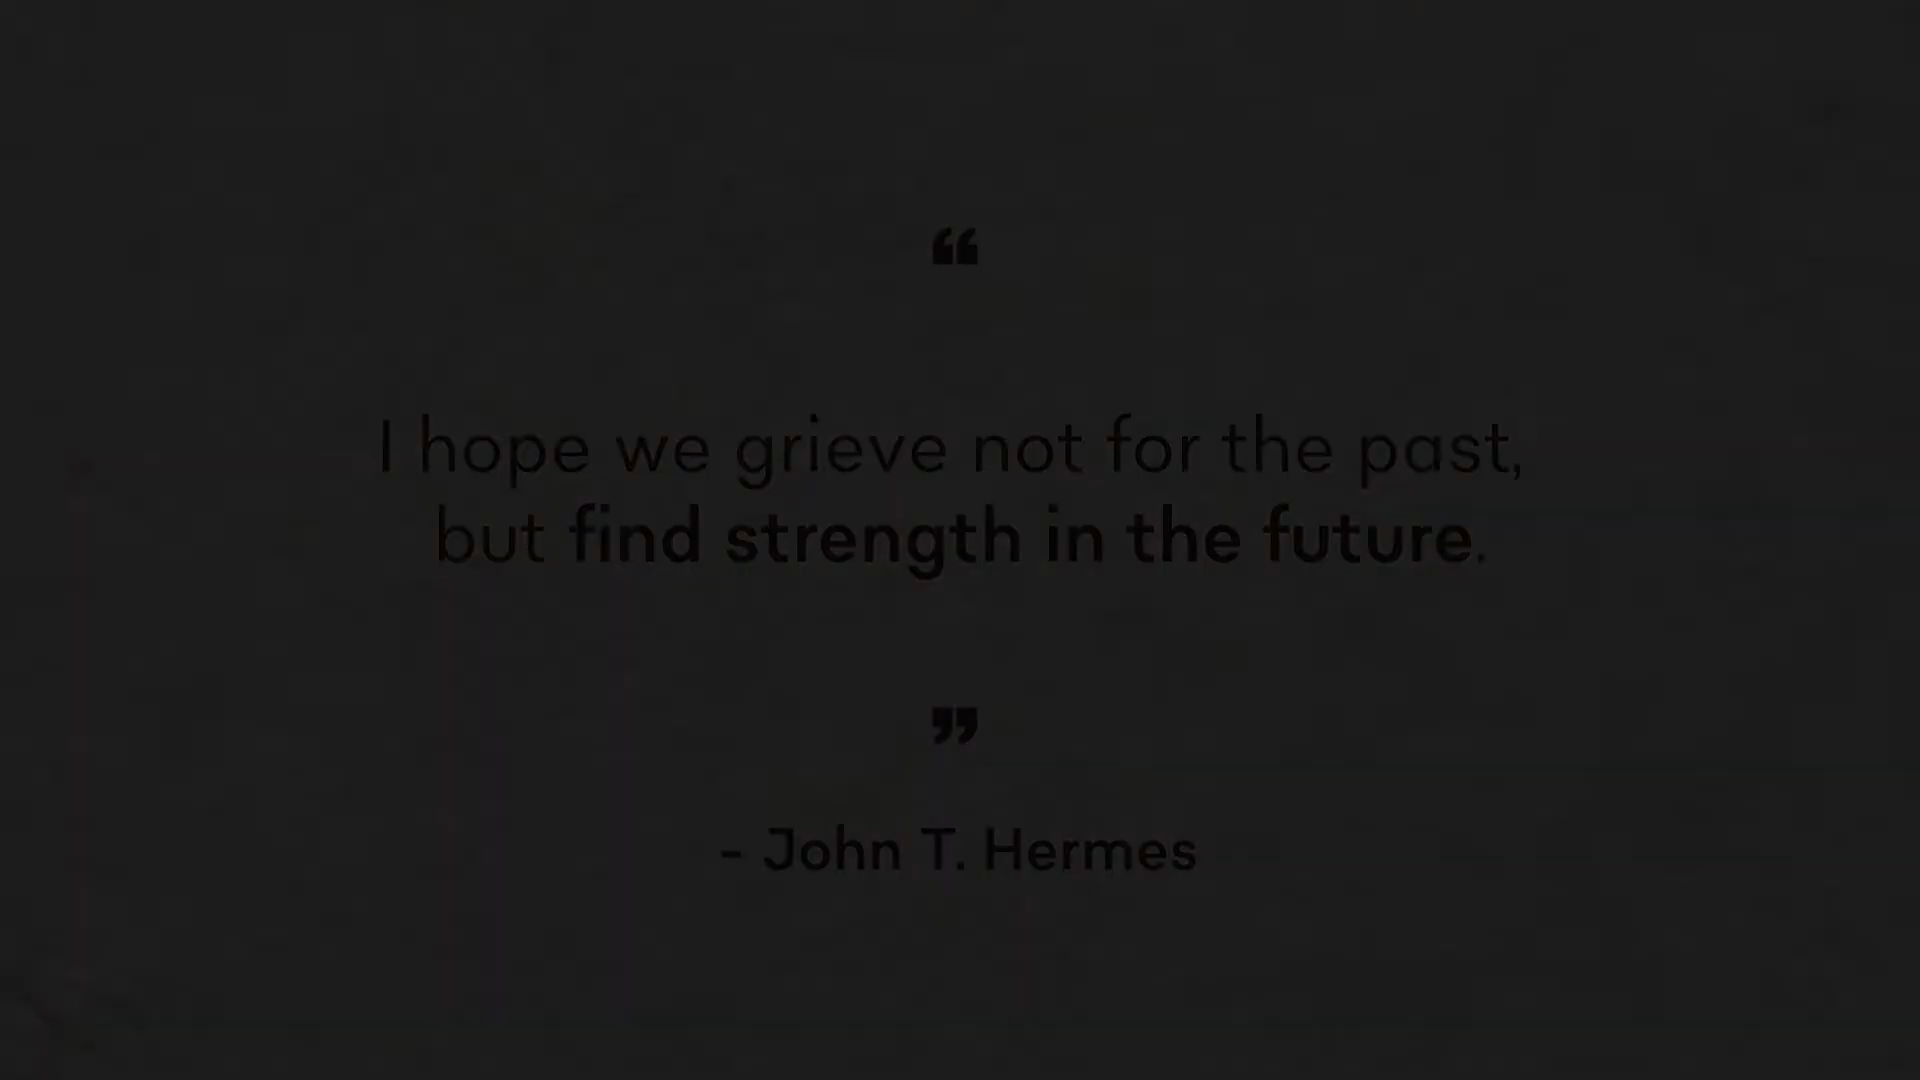 “
I hope we grieve not for the past,
but find strength in the future.
”
- John T. Hermes